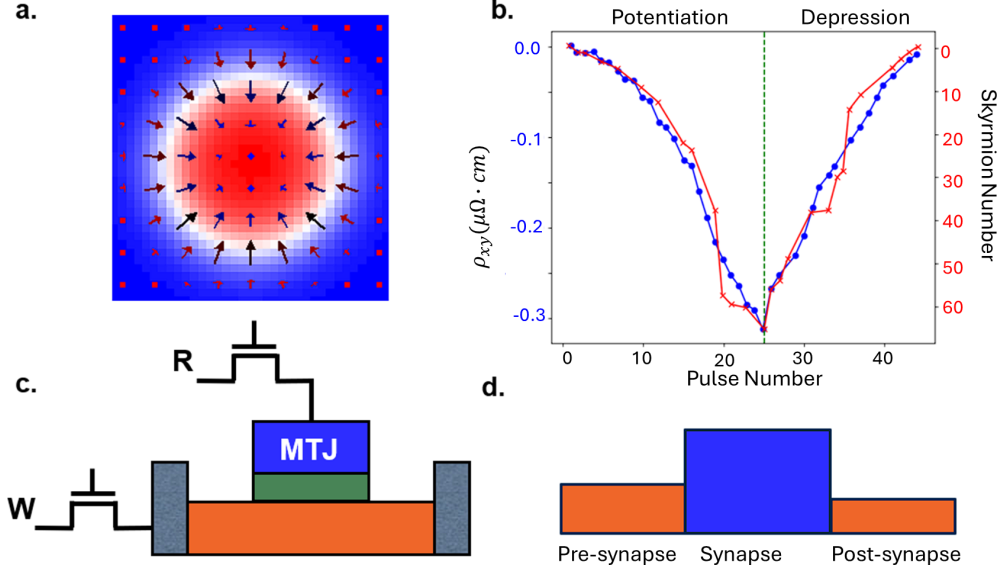 a.
b.
Potentiation
Depression
0.0
-0.1
-0.2
-0.3
ρxy(μΩ · cm)
0
10
20
30
40
50
60
Skyrmion Number
0
10
20
30
40
Pulse Number
c.
R
MTJ
W
d.
Pre-synapse
Synapse
Post-synapse